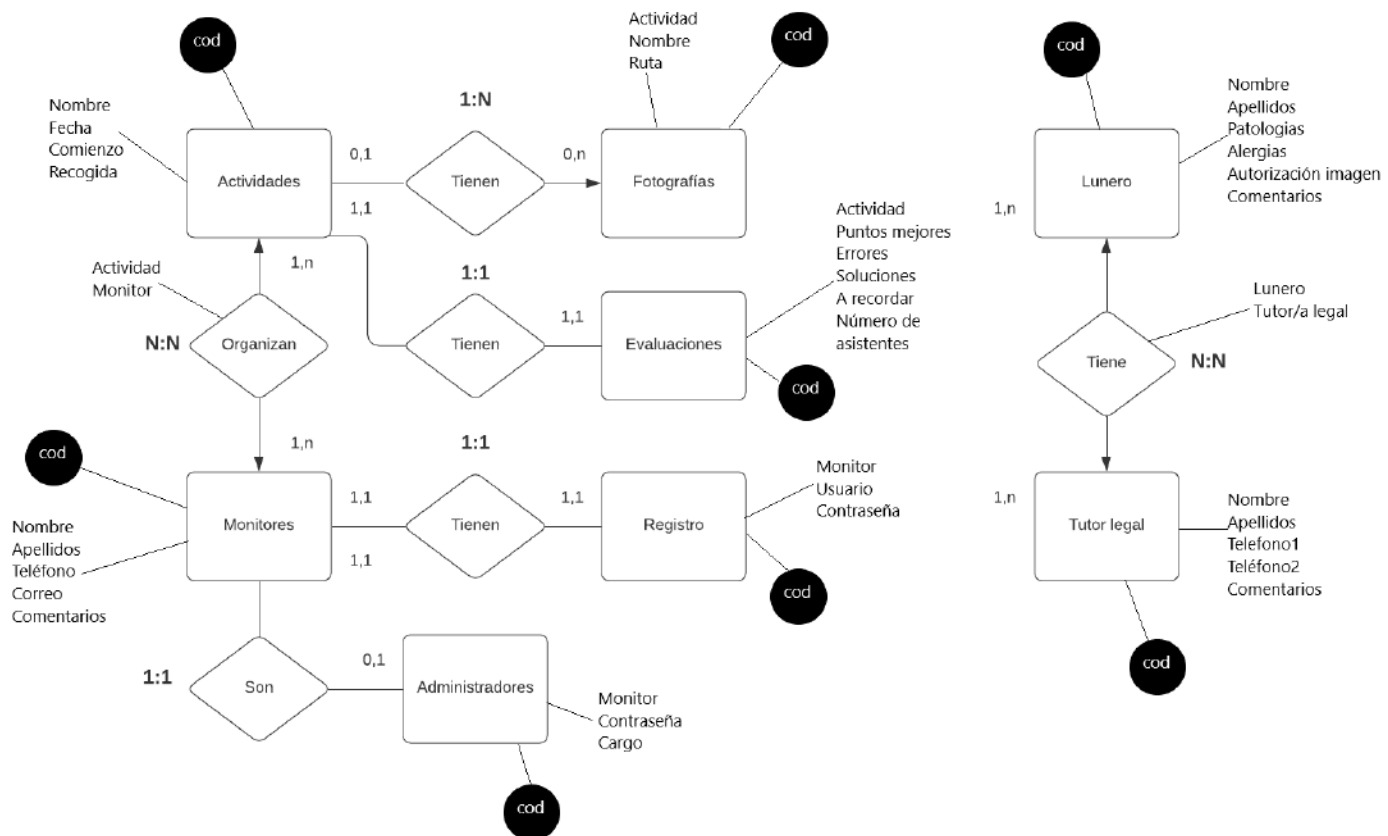 cod
Nombre
Fecha
Comienzo
Recogida
Actividades
1:N
0,1
Tienen
0,n
Actividad
Nombre
Ruta
cod
Fotografías
1,1
1:1
Tienen
1,1
Evaluaciones
Actividad
Puntos mejores
Errores
Soluciones
A recordar
Número de
asistentes
cod
1,n
Actividad
Monitor
N:N
Organizan
1,n
cod
Monitores
Nombre
Apellidos
Teléfono
Correo
Comentarios
1:1
1,1
Tienen
1,1
Registro
Monitor
Usuario
Contraseña
cod
1,1
1:1
Son
0,1
Administradores
Monitor
Contraseña
Cargo
cod
cod
Nombre
Apellidos
Patologias
Alergias
Autorización imagen
Comentarios
Lunero
1,n
Lunero
Tutor/a legal
Tiene
N:N
1,n
Tutor legal
Nombre
Apellidos
Telefono1
Teléfono2
Comentarios
cod